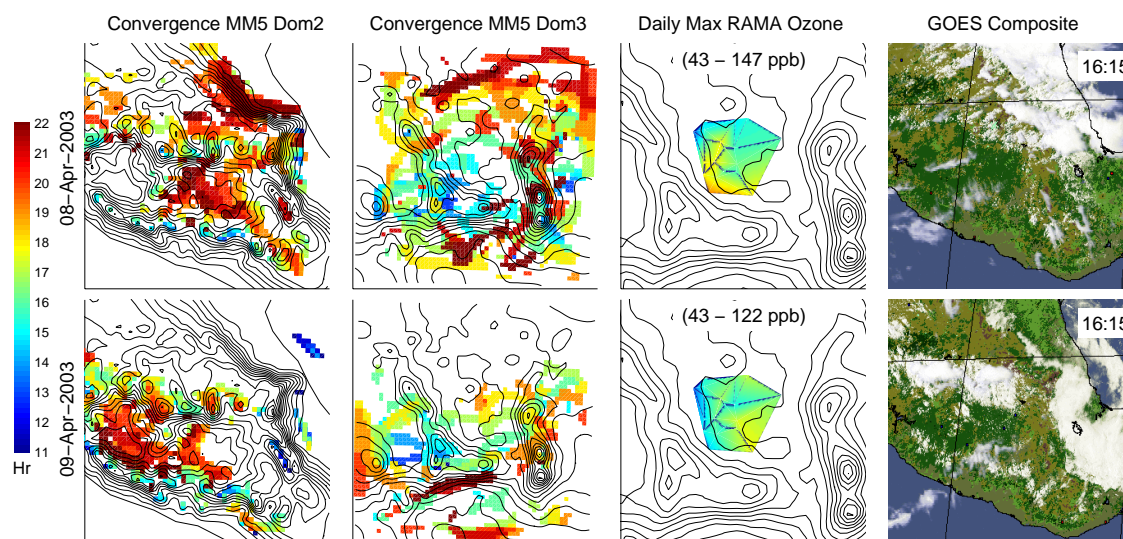 Convergence MM5 Dom2
Convergence MM5 Dom3
Daily Max RAMA Ozone
GOES Composite
08−Apr−2003
(43 − 147 ppb)
16:15
22
21
20
19
18
17
16
15
14
13
12
11
Hr
09−Apr−2003
(43 − 122 ppb)
16:15